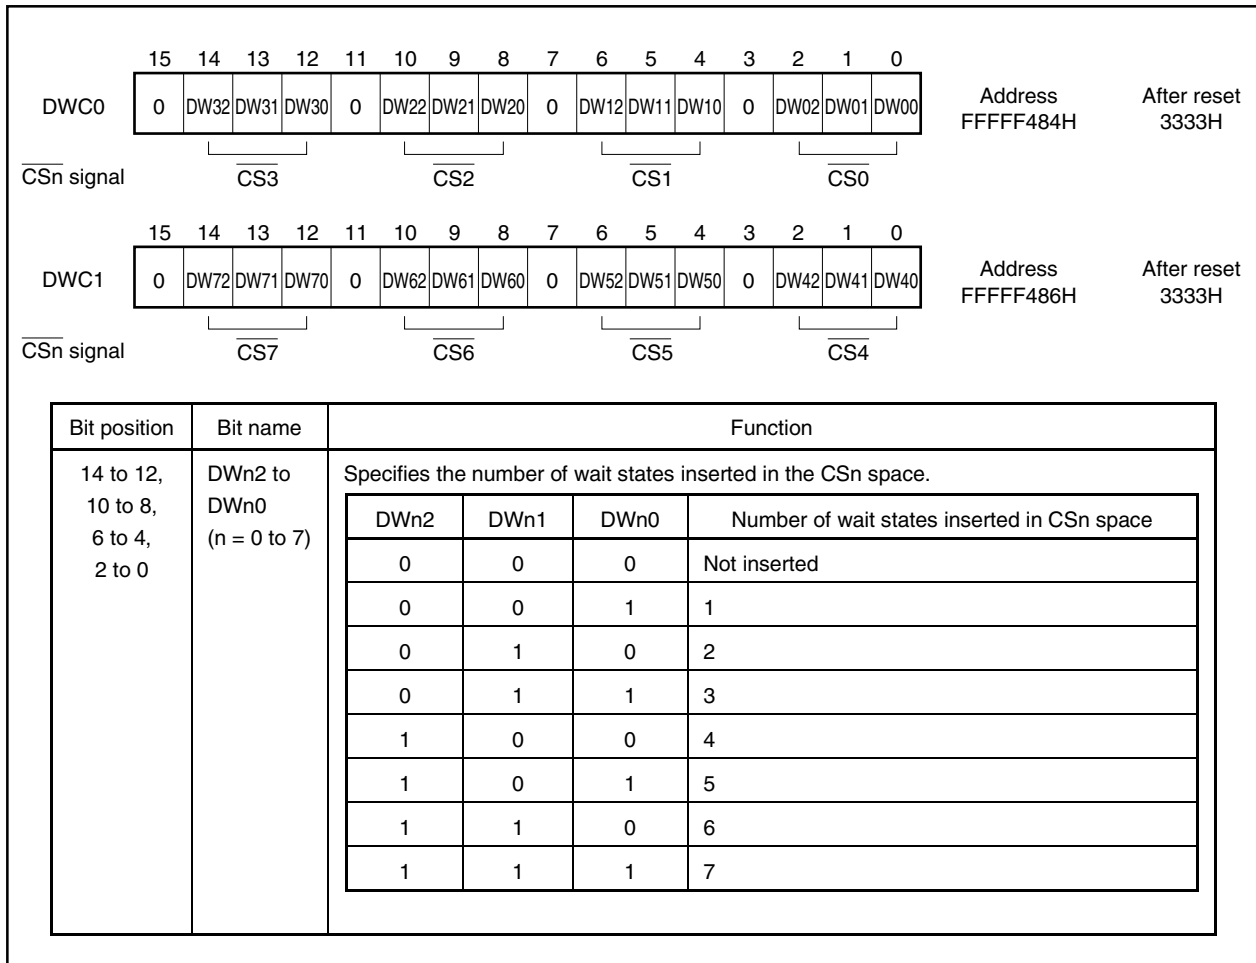 15 14 13 12 11 10 9 8 7 6 5 4 3 2 1 0
DWC0 0 DW32 DW31 DW30 0 DW22 DW21 DW20 0 DW12 DW11 DW10 0 DW02 DW01 DW00 Address FFFFF484H After reset 3333H
CSn signal CS3 CS2 CS1 CS0
15 14 13 12 11 10 9 8 7 6 5 4 3 2 1 0
DWC1 0 DW72 DW71 DW70 0 DW62 DW61 DW60 0 DW52 DW51 DW50 0 DW42 DW41 DW40 Address FFFFF486H After reset 3333H
CSn signal CS7 CS6 CS5 CS4
Bit position Bit name Function
14 to 12, DWn2 to Specifies the number of wait states inserted in the CSn space.
10 to 8, DWn0
6 to 4, (n = 0 to 7)
2 to 0
DWn2 DWn1 DWn0 Number of wait states inserted in CSn space
0 0 0 Not inserted
0 0 1 1
0 1 0 2
0 1 1 3
1 0 0 4
1 0 1 5
1 1 0 6
1 1 1 7